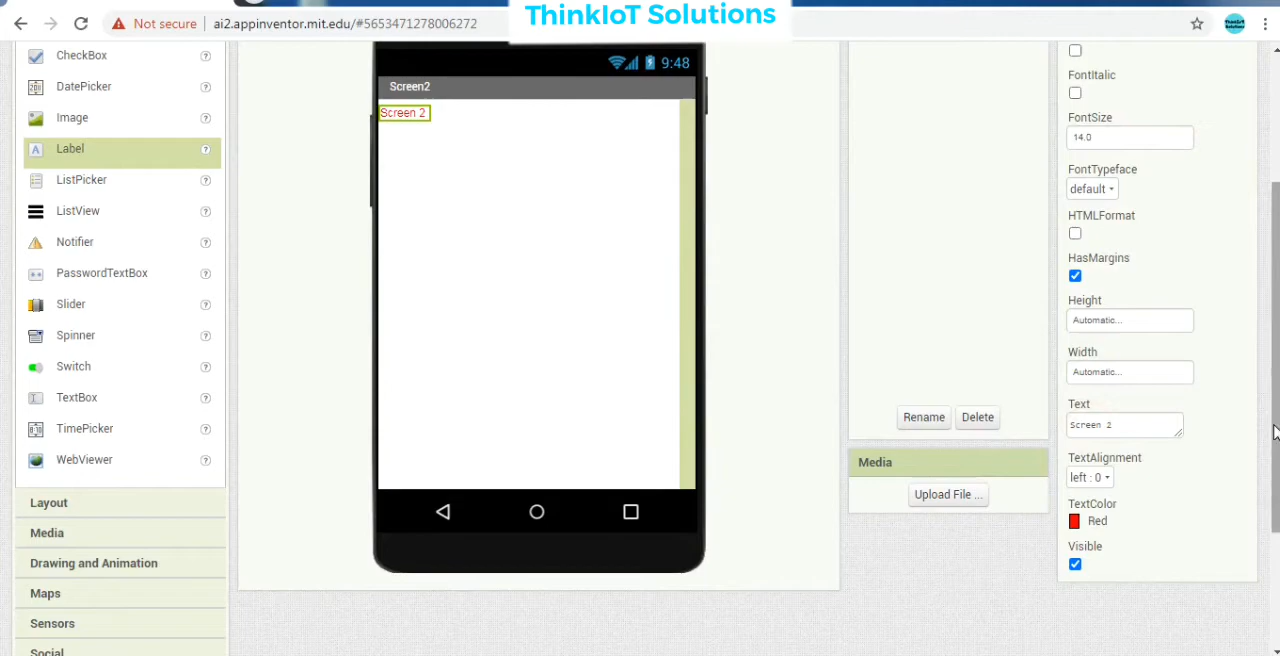 ThinkIoT Solutions
Not secure
ai2.appinventor.mit.edu/#5653471278006272
CheckBox
DatePicker
Image
Label
ListPicker
ListView
Notifier
PasswordTextBox
Slider
Spinner
Switch
TextBox
TimePicker
WebViewer
Layout
Media
Drawing and Animation
Maps
Sensors
Social
9:48
Screen2
Screen 2
Rename Delete
Media
Upload File ...
FontItalic
FontSize
14.0
FontTypeface
default
HTMLFormat
HasMargins
Height
Automatic...
Width
Automatic...
Text
Screen 2
TextAlignment
left : 0
TextColor
Red
Visible